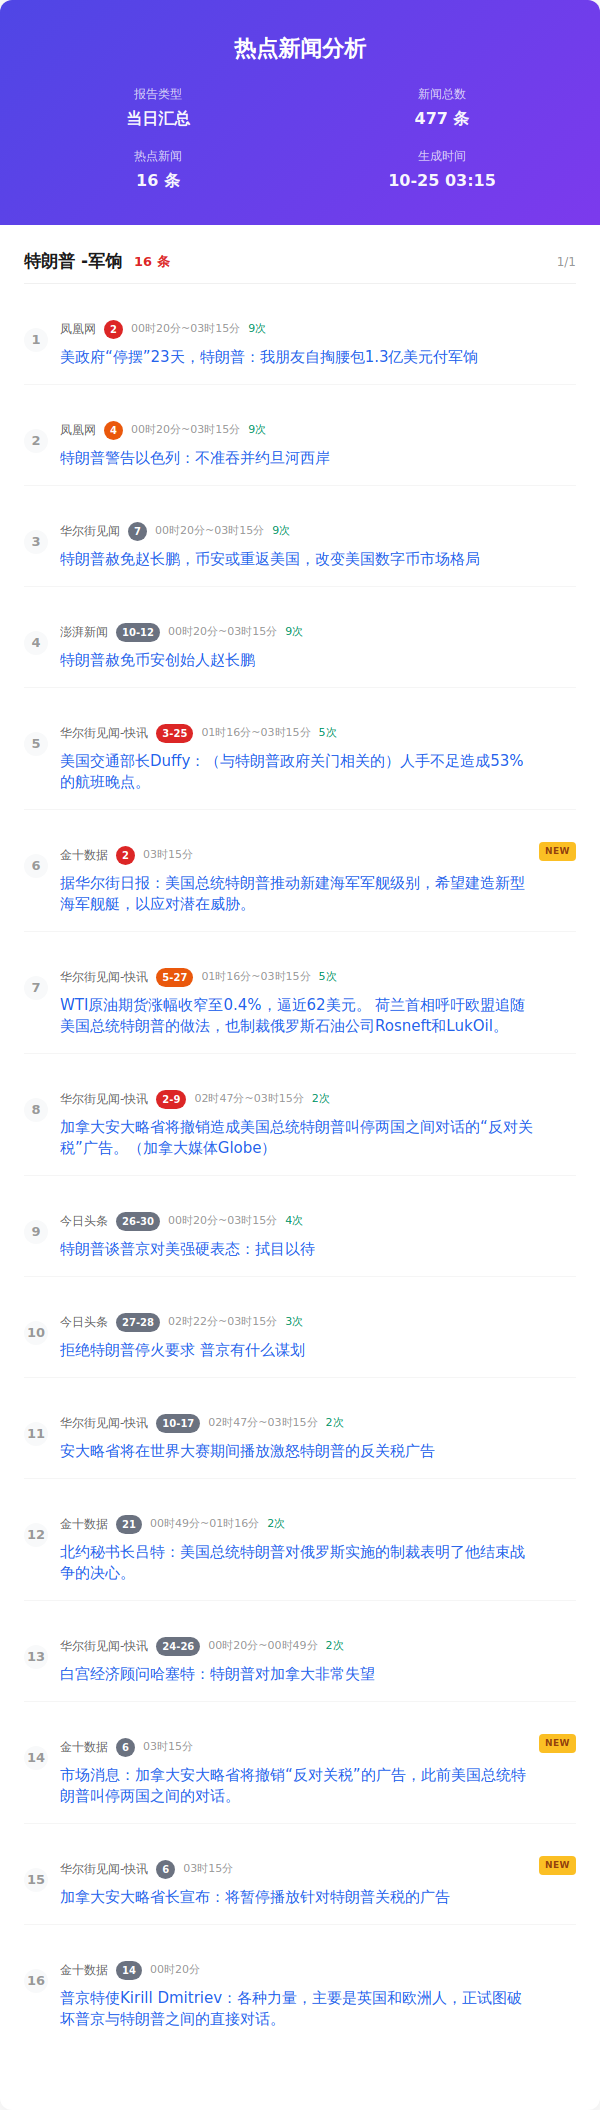 热点新闻分析
报告类型
新闻总数
当日汇总
477 条
热点新闻
生成时间
16 条
10-25 03:15
特朗普 -军饷 16 条 1/1
1 凤凰网 2 00时20分~03时15分 9次
美政府“停摆”23天，特朗普：我朋友自掏腰包1.3亿美元付军饷
2 凤凰网 4 00时20分~03时15分 9次
特朗普警告以色列：不准吞并约旦河西岸
3 华尔街见闻 7 00时20分~03时15分 9次
特朗普赦免赵长鹏，币安或重返美国，改变美国数字币市场格局
4 澎湃新闻 10-12 00时20分~03时15分 9次
特朗普赦免币安创始人赵长鹏
5 华尔街见闻-快讯 3-25 01时16分~03时15分 5次
美国交通部长Duffy：（与特朗普政府关门相关的）人手不足造成53%
的航班晚点。
6 金十数据 2 03时15分 NEW
据华尔街日报：美国总统特朗普推动新建海军军舰级别，希望建造新型
海军舰艇，以应对潜在威胁。
7 华尔街见闻-快讯 5-27 01时16分~03时15分 5次
WTI原油期货涨幅收窄至0.4%，逼近62美元。 荷兰首相呼吁欧盟追随
美国总统特朗普的做法，也制裁俄罗斯石油公司Rosneft和LukOil。
8 华尔街见闻-快讯 2-9 02时47分~03时15分 2次
加拿大安大略省将撤销造成美国总统特朗普叫停两国之间对话的“反对关
税”广告。（加拿大媒体Globe）
9 今日头条 26-30 00时20分~03时15分 4次
特朗普谈普京对美强硬表态：拭目以待
10 今日头条 27-28 02时22分~03时15分 3次
拒绝特朗普停火要求 普京有什么谋划
11 华尔街见闻-快讯 10-17 02时47分~03时15分 2次
安大略省将在世界大赛期间播放激怒特朗普的反关税广告
12 金十数据 21 00时49分~01时16分 2次
北约秘书长吕特：美国总统特朗普对俄罗斯实施的制裁表明了他结束战
争的决心。
13 华尔街见闻-快讯 24-26 00时20分~00时49分 2次
白宫经济顾问哈塞特：特朗普对加拿大非常失望
14 金十数据 6 03时15分 NEW
市场消息：加拿大安大略省将撤销“反对关税”的广告，此前美国总统特
朗普叫停两国之间的对话。
15 华尔街见闻-快讯 6 03时15分 NEW
加拿大安大略省长宣布：将暂停播放针对特朗普关税的广告
16 金十数据 14 00时20分
普京特使Kirill Dmitriev：各种力量，主要是英国和欧洲人，正试图破
坏普京与特朗普之间的直接对话。